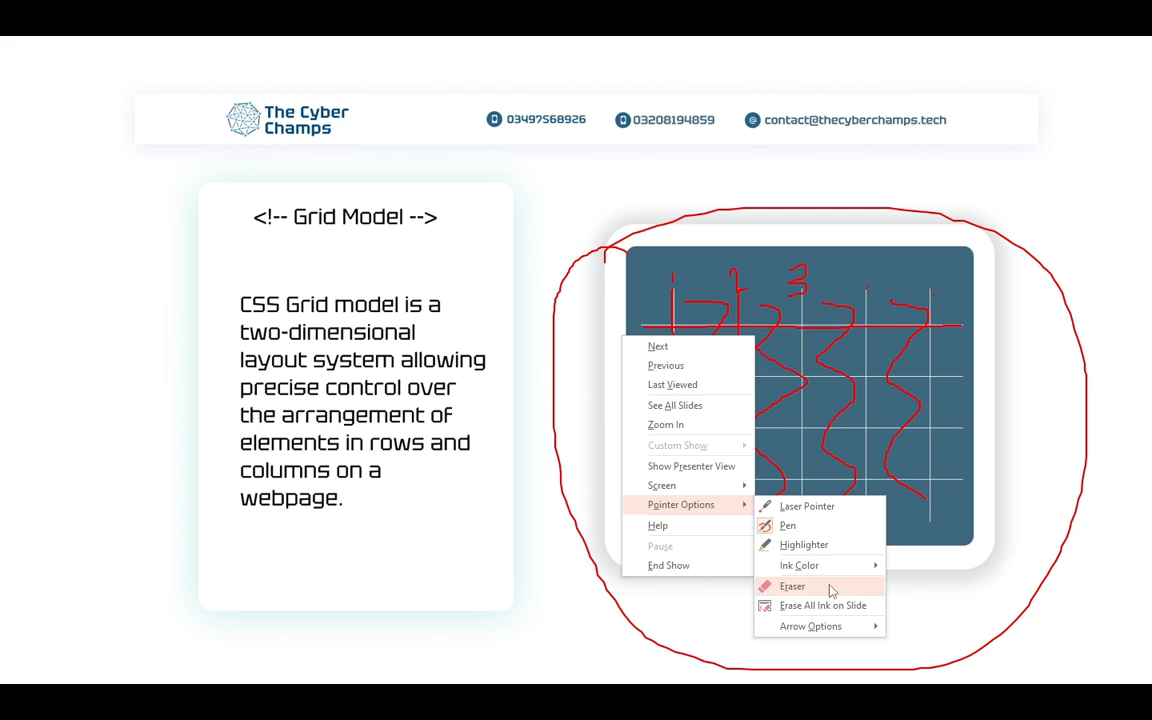 The Cyber
Champs
03497568926
03208194859
contact@thecyberchamps.tech
<!-- Grid Model -->
CSS Grid model is a
two-dimensional
layout system allowing
precise control over
the arrangement of
elements in rows and
columns on a
webpage.
1 2 3
Next
Previous
Last Viewed
See All Slides
Zoom In
Custom Show
Show Presenter View
Screen
Pointer Options
Help
Pause
End Show
Laser Pointer
Pen
Highlighter
Ink Color
Eraser
Erase All Ink on Slide
Arrow Options